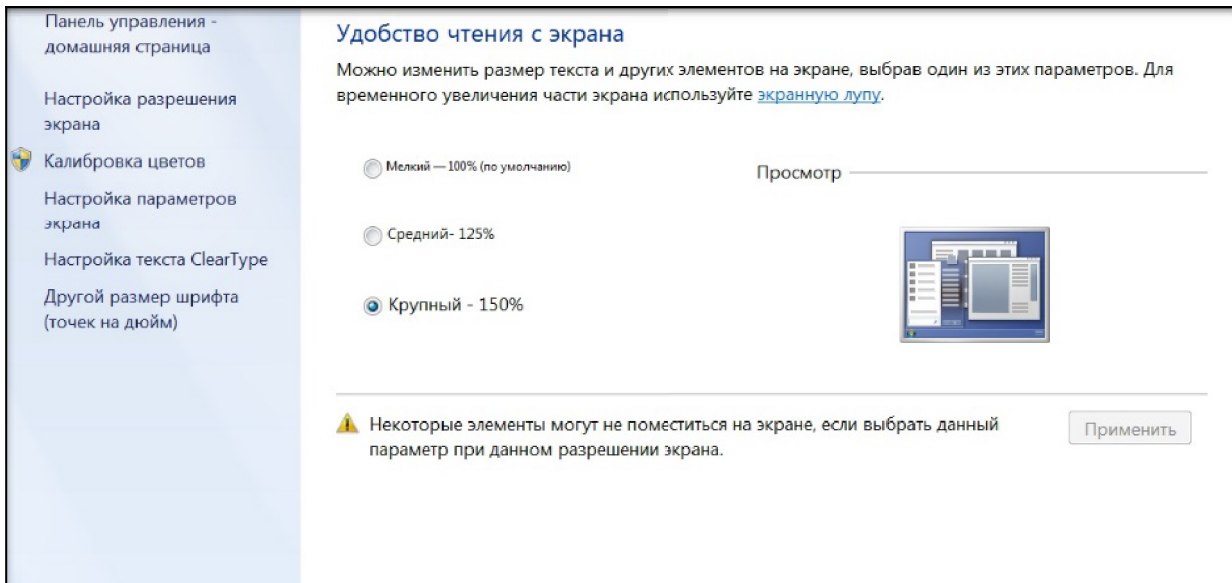 Панель управления -
домашняя страница
Настройка разрешения
экрана
Калибровка цветов
Настройка параметров
экрана
Настройка текста ClearType
Другой размер шрифта
(точек на дюйм)
Удобство чтения с экрана
Можно изменить размер текста и других элементов на экране, выбрав один из этих параметров. Для
временного увеличения части экрана используйте экранную лупу.
Мелкий — 100% (по умолчанию)
Просмотр
Средний- 125%
Крупный - 150%
Некоторые элементы могут не поместиться на экране, если выбрать данный
параметр при данном разрешении экрана.
Применить